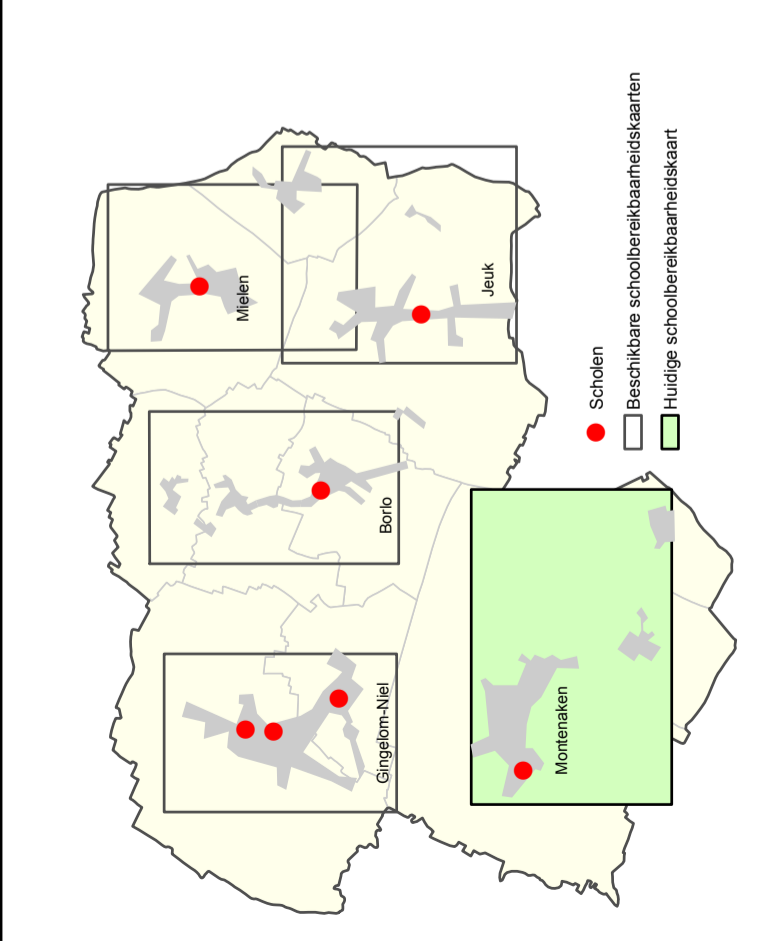 Mielen
Jeuk
Borlo
Gingelom-Niel
Montenaken
Scholen
Beschikbare schoolbereikbaarheidskaarten
Huidige schoolbereikbaarheidskaart